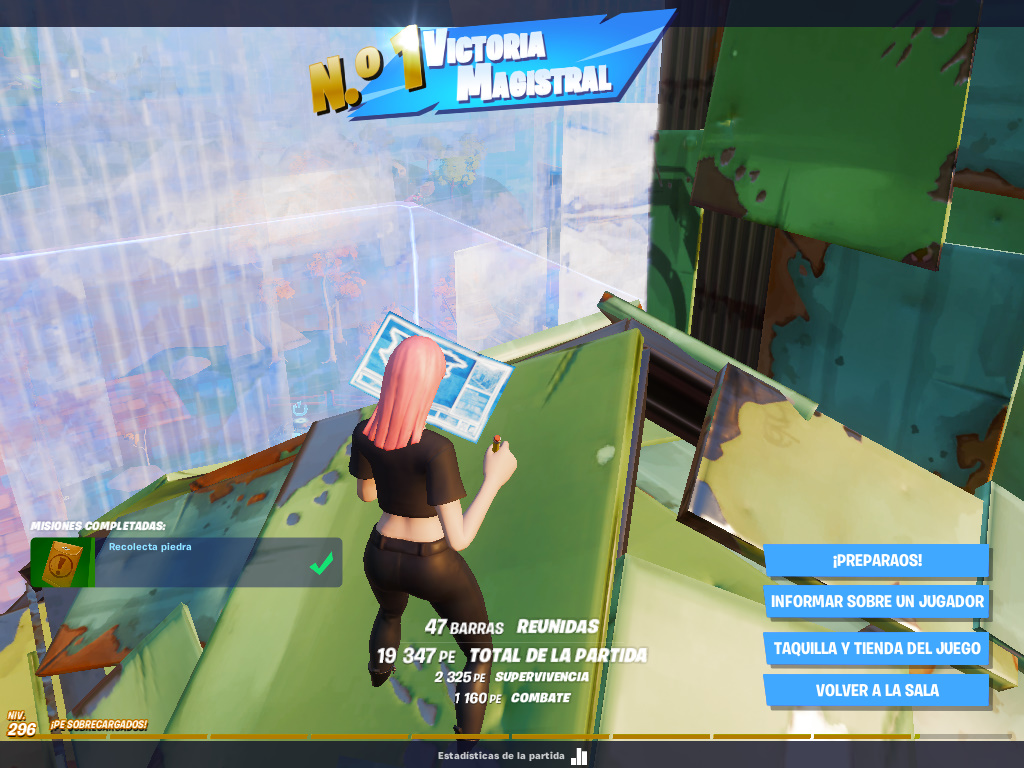 N.º 1 VICTORIA
MAGISTRAL
MISIONES COMPLETADAS:
Recolecta piedra
¡PREPARAOS!
INFORMAR SOBRE UN JUGADOR
TAQUILLA Y TIENDA DEL JUEGO
VOLVER A LA SALA
47 BARRAS REUNIDAS
19 347 PE TOTAL DE LA PARTIDA
2 325 PE SUPERVIVENCIA
1 160 PE COMBATE
NIV.
296
¡PE SOBRECARGADOS!
Estadísticas de la partida